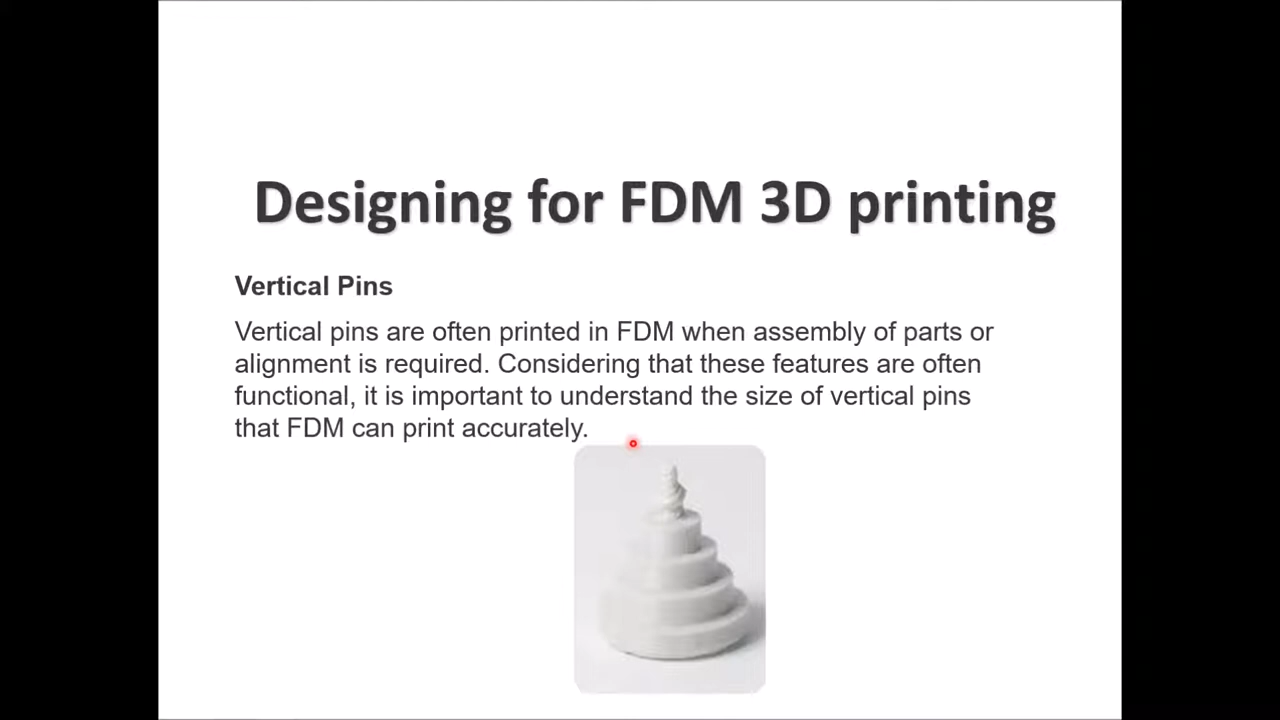 Designing for FDM 3D printing
Vertical Pins
Vertical pins are often printed in FDM when assembly of parts or
alignment is required. Considering that these features are often
functional, it is important to understand the size of vertical pins
that FDM can print accurately.